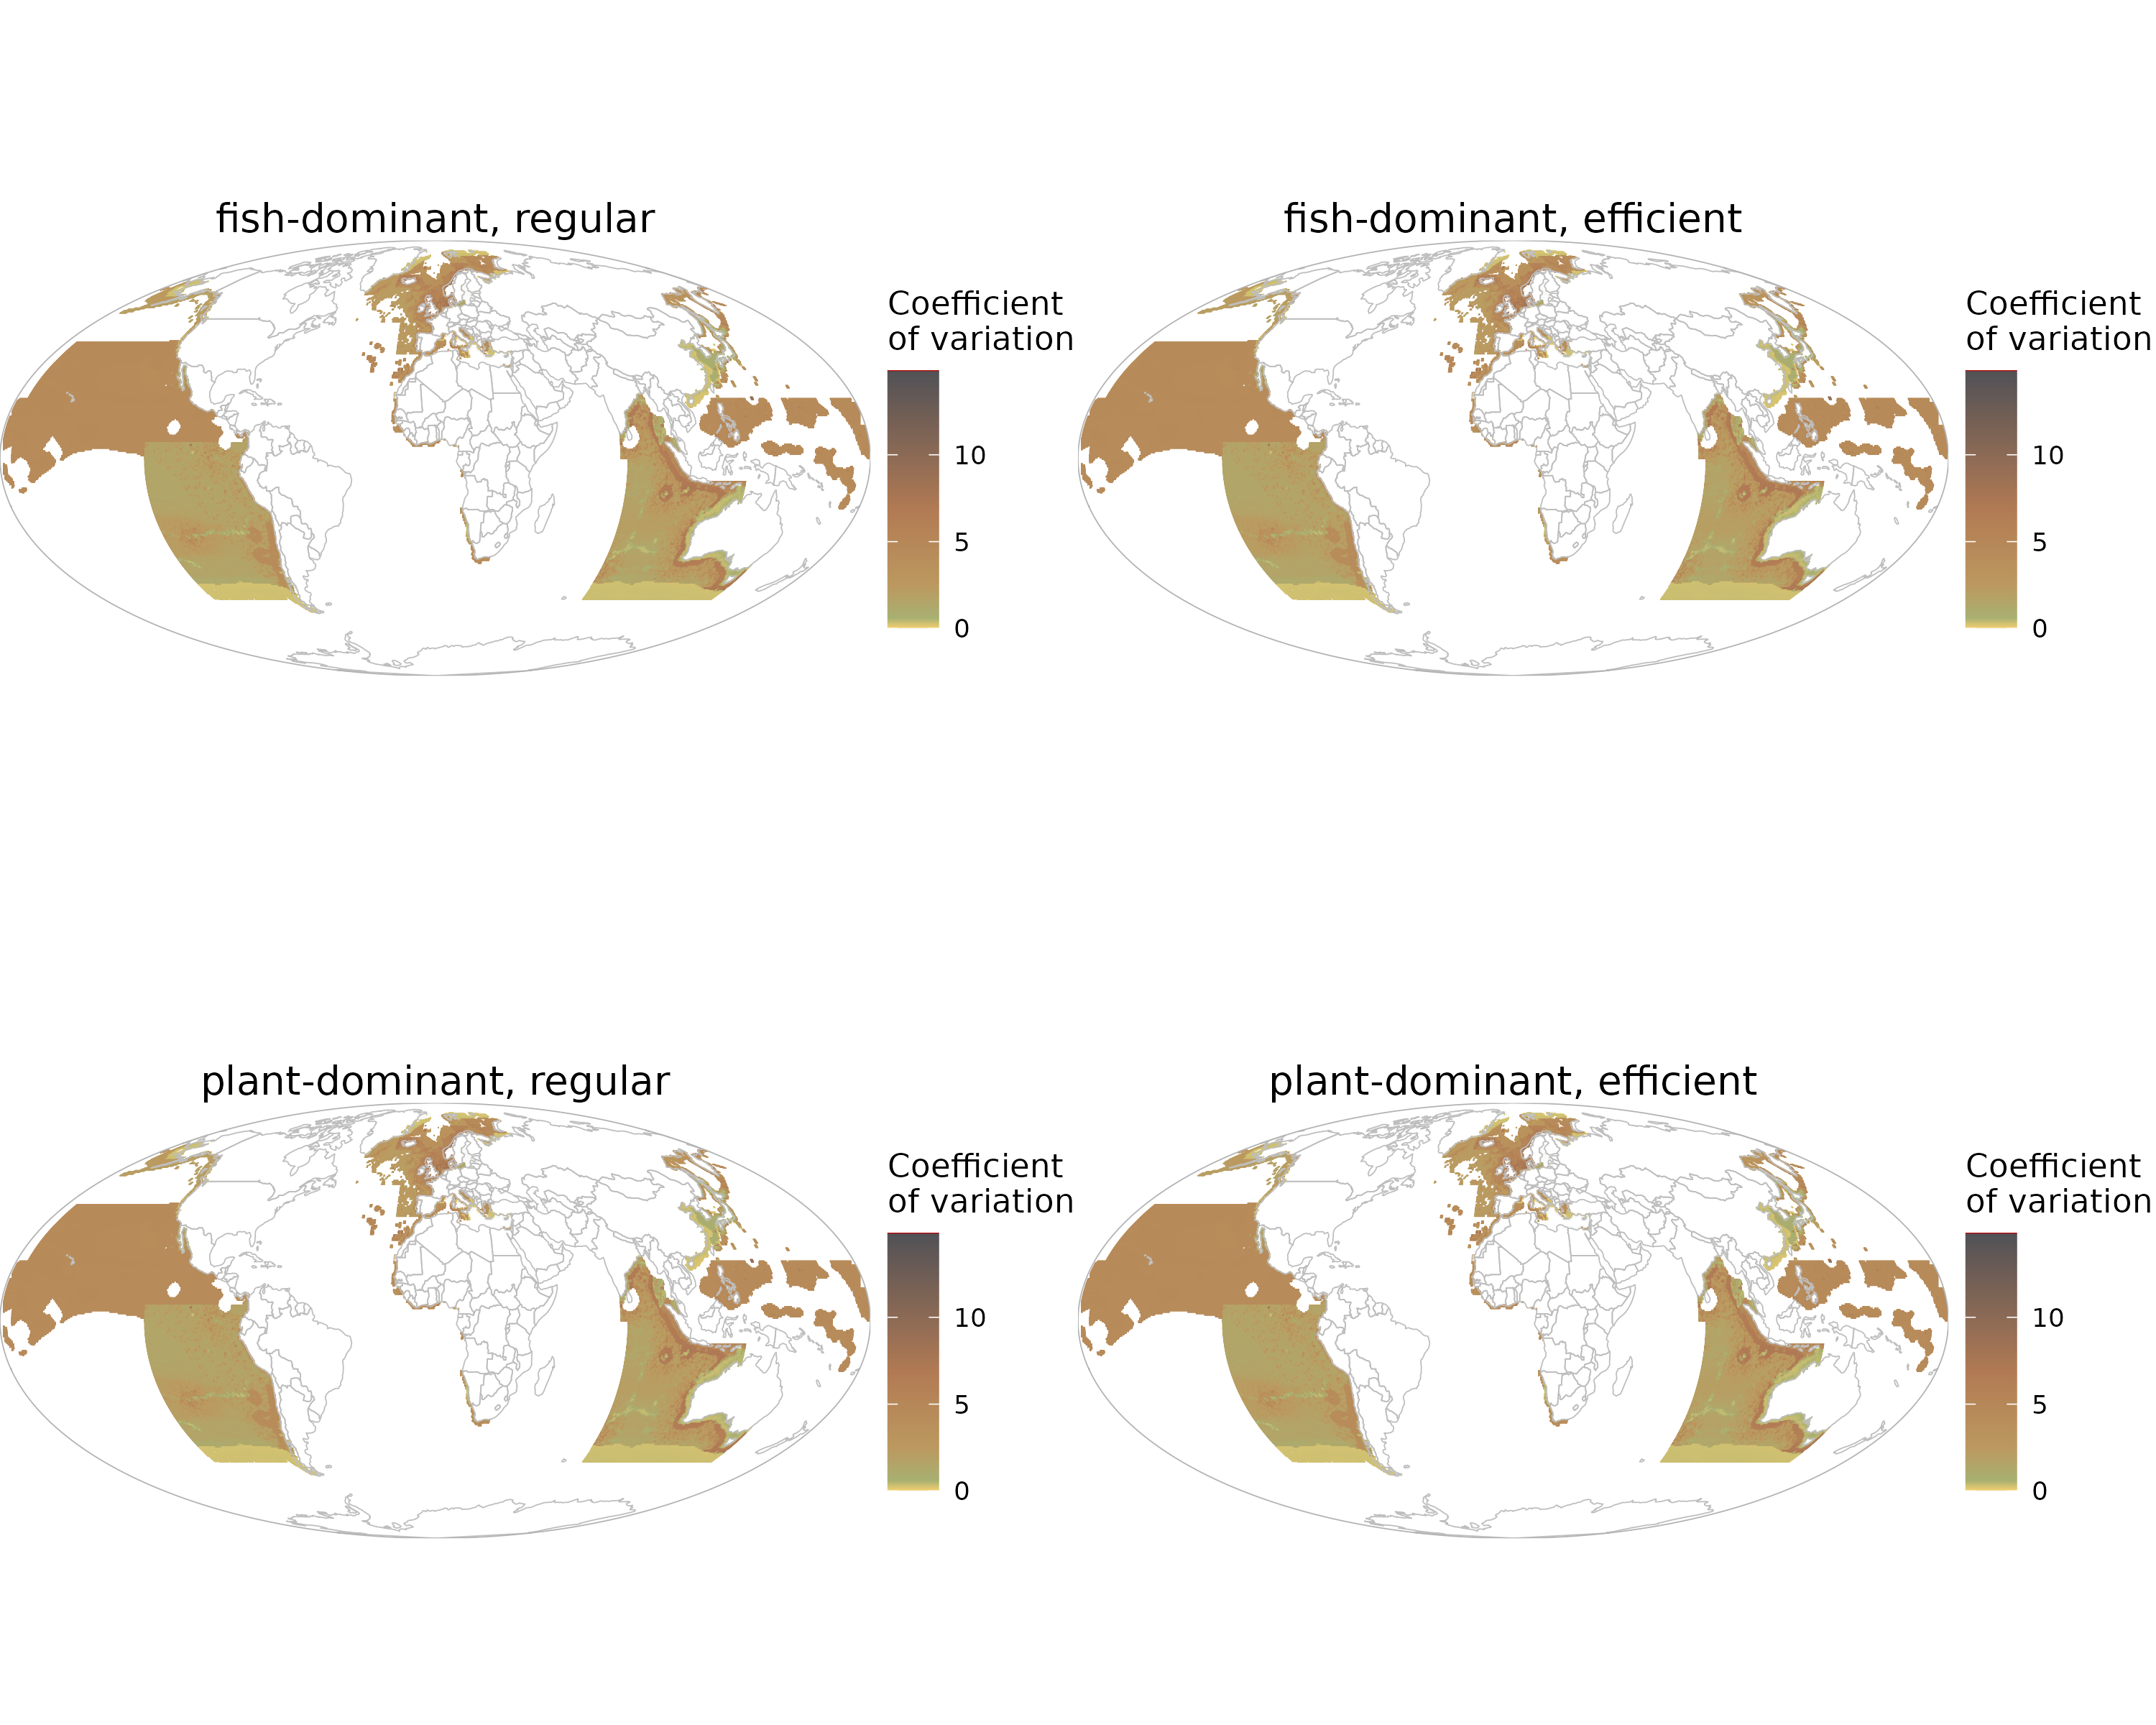 fish-dominant, regular
Coefficient
of variation
10
5
0
fish-dominant, efficient
Coefficient
of variation
10
5
0
plant-dominant, regular
Coefficient
of variation
10
5
0
plant-dominant, efficient
Coefficient
of variation
10
5
0